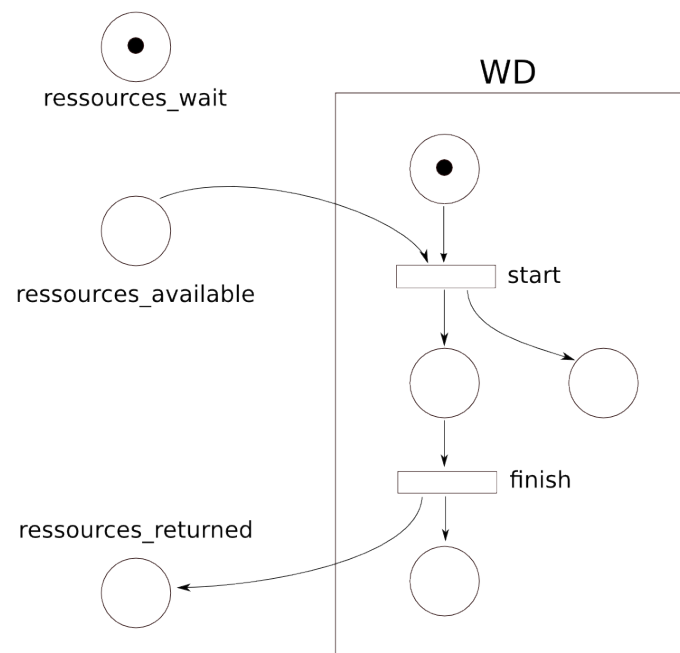 WD
ressources_wait
start
ressources_available
finish
ressources_returned